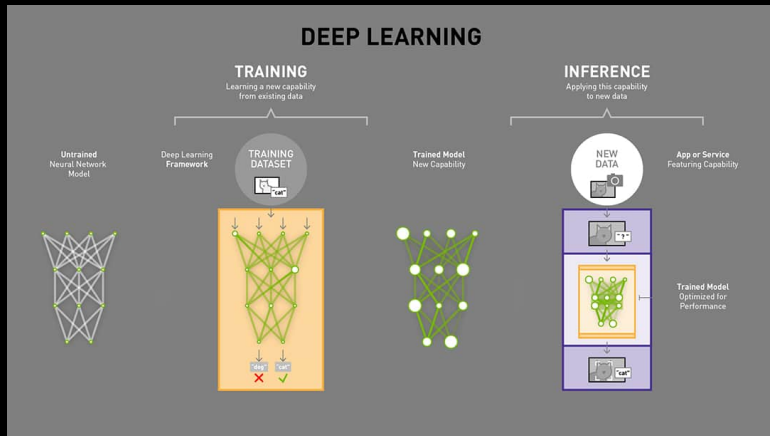 DEEP LEARNING
TRAINING
Learning a new capability
from existing data
INFERENCE
Applying this capability
to new data
Untrained
Neural Network
Model
Deep Learning
Framework
TRAINING
DATASET
"cat"
Trained Model
New Capability
NEW
DATA
App or Service
Featuring Capability
"?"
Trained Model
Optimized for
Performance
"dog"
"cat"
"cat"